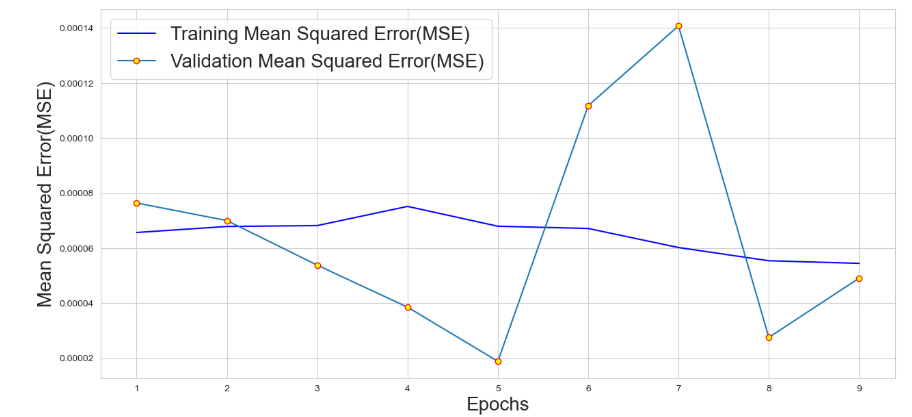 Training Mean Squared Error(MSE)
Validation Mean Squared Error(MSE)
Mean Squared Error(MSE)
0.00014
0.00012
0.00010
0.00008
0.00006
0.00004
0.00002
1 2 3 4 5 6 7 8 9
Epochs